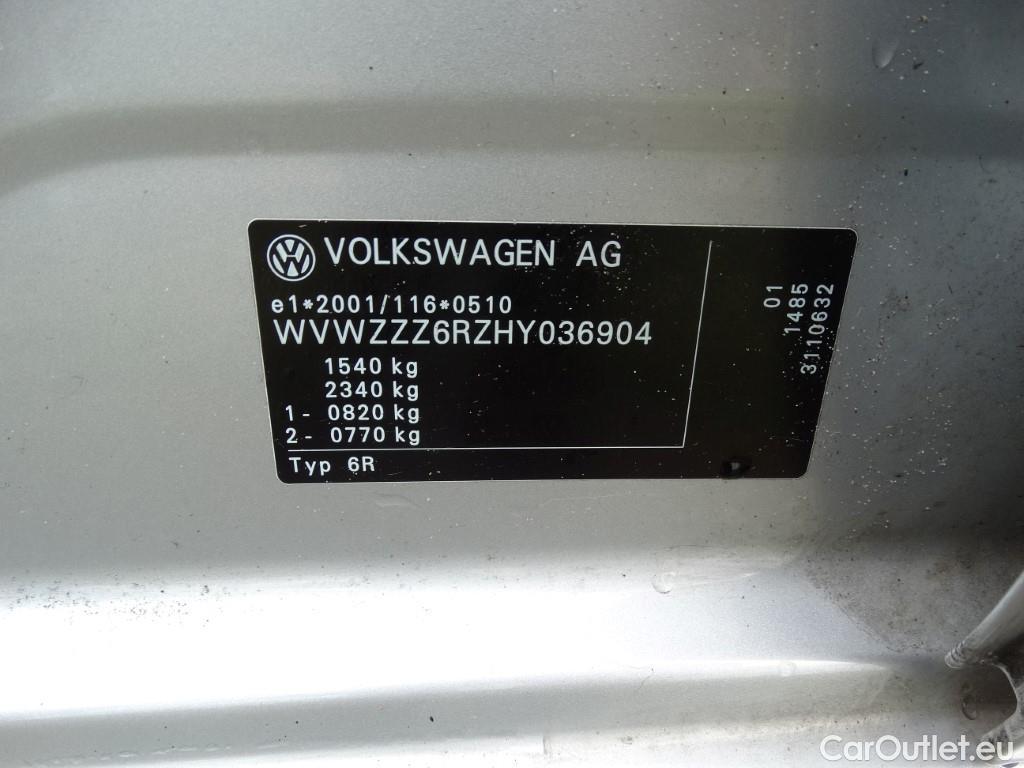 VOLKSWAGEN AG
e1*2001/116*0510
WVWZZZ6RZHY036904
1540 kg
2340 kg
1- 0820 kg
2- 0770 kg
Typ 6R
01
1485
3110632
CarOutlet.eu